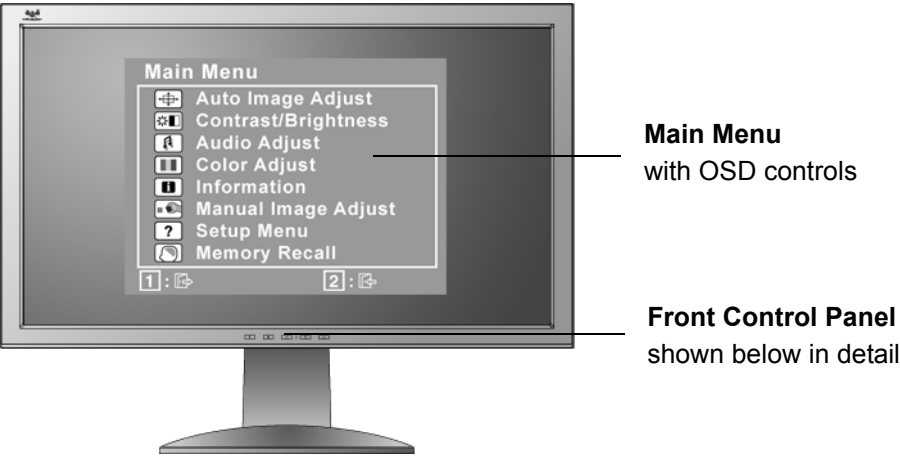 Main Menu
Auto Image Adjust
Contrast/Brightness
Audio Adjust
Color Adjust
i Information
Manual Image Adjust
? Setup Menu
Memory Recall
1 : 2 :
Main Menu
with OSD controls
Front Control Panel
shown below in detail